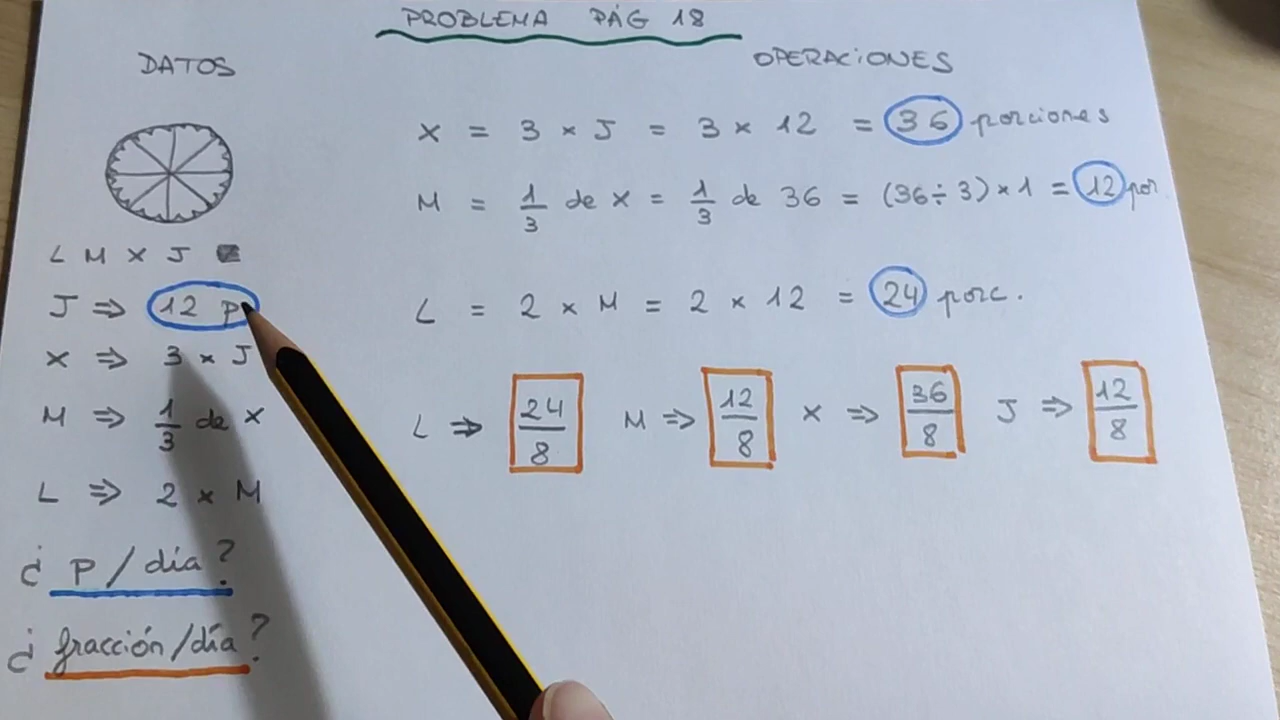 PROBLEMA PÁG 18
DATOS
L M X J
J ⇒ 12 p
X ⇒ 3 × J
M ⇒ 1/3 de X
L ⇒ 2 × M
¿ P / día?
¿ fracción/día?
OPERACIONES
X = 3 × J = 3 × 12 = 36 porciones
M = 1/3 de X = 1/3 de 36 = (36÷3) × 1 = 12 por.
L = 2 × M = 2 × 12 = 24 porc.
L ⇒ 24/8 M ⇒ 12/8 X ⇒ 36/8 J ⇒ 12/8